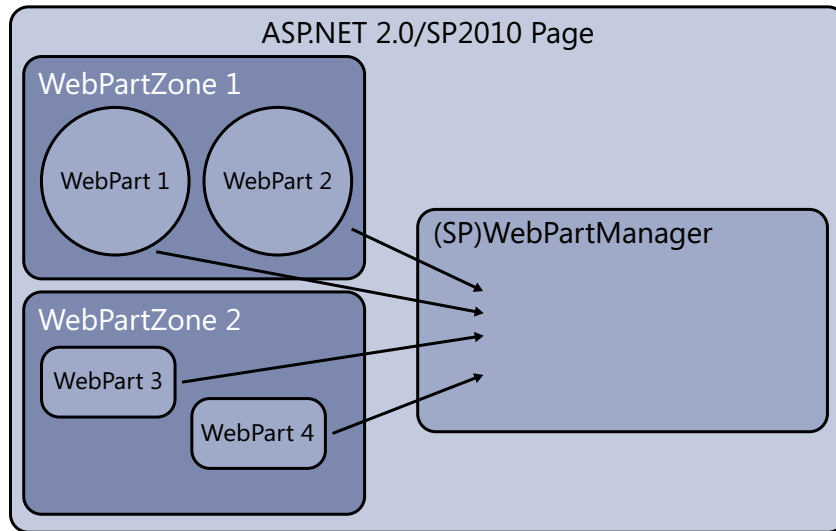 ASP.NET 2.0/SP2010 Page
WebPartZone 1
WebPart 1
WebPart 2
(SP)WebPartManager
WebPartZone 2
WebPart 3
WebPart 4